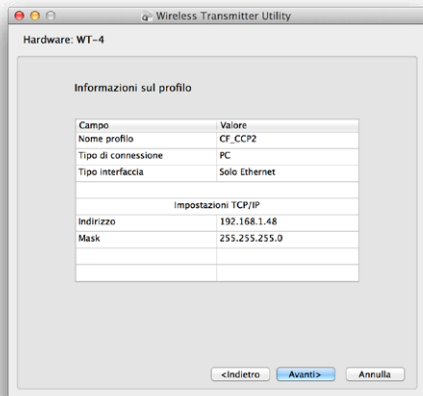 Wireless Transmitter Utility
Hardware: WT-4
Informazioni sul profilo
Campo Valore
Nome profilo CF_CCP2
Tipo di connessione PC
Tipo interfaccia Solo Ethernet
Impostazioni TCP/IP
Indirizzo 192.168.1.48
Mask 255.255.255.0
<Indietro Avanti> Annulla